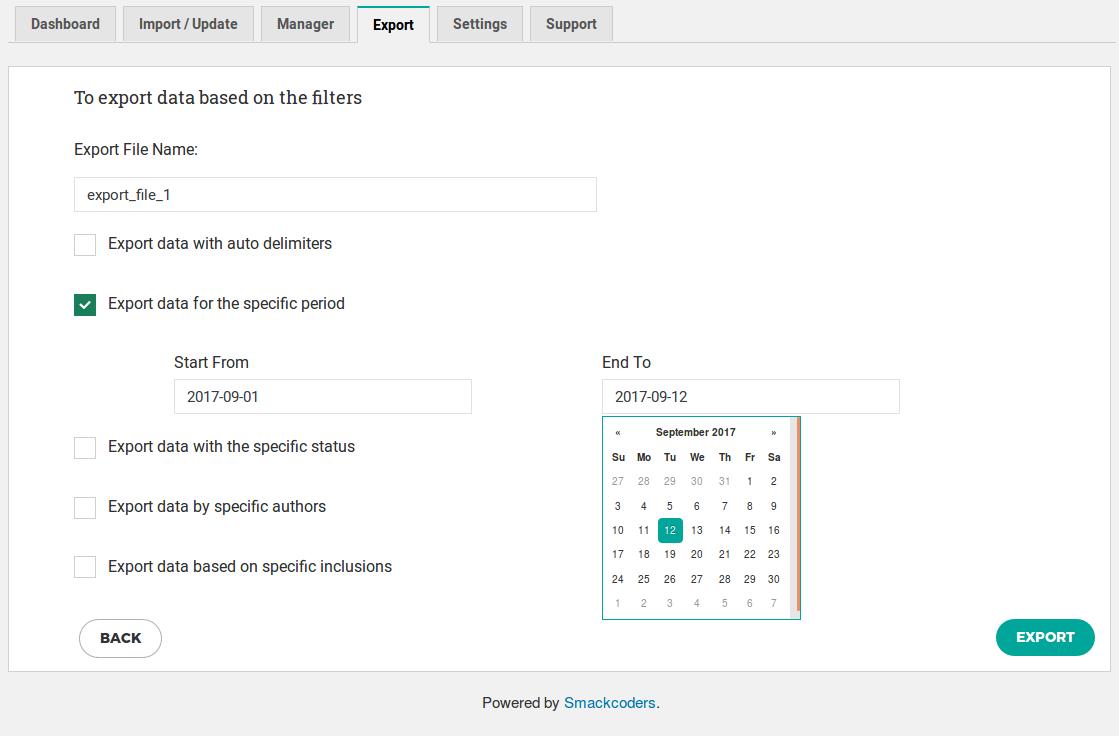 Dashboard Import / Update Manager Export Settings Support
To export data based on the filters
Export File Name:
export_file_1
Export data with auto delimiters
Export data for the specific period
Start From End To
2017-09-01 2017-09-12
« September 2017 »
Su Mo Tu We Th Fr Sa
27 28 29 30 31 1 2
3 4 5 6 7 8 9
10 11 12 13 14 15 16
17 18 19 20 21 22 23
24 25 26 27 28 29 30
1 2 3 4 5 6 7
Export data with the specific status
Export data by specific authors
Export data based on specific inclusions
BACK EXPORT
Powered by Smackcoders.